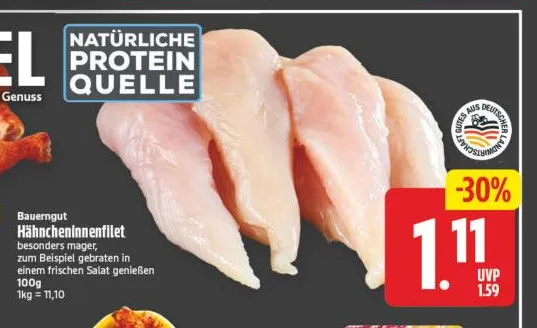 EL
Genuss
NATÜRLICHE
PROTEIN
QUELLE
GUTES AUS DEUTSCHER LANDWIRTSCHAFT
Bauerngut
Hähncheninnenfilet
besonders mager,
zum Beispiel gebraten in
einem frischen Salat genießen
100g
1kg = 11,10
-30%
1.11
UVP
1.59